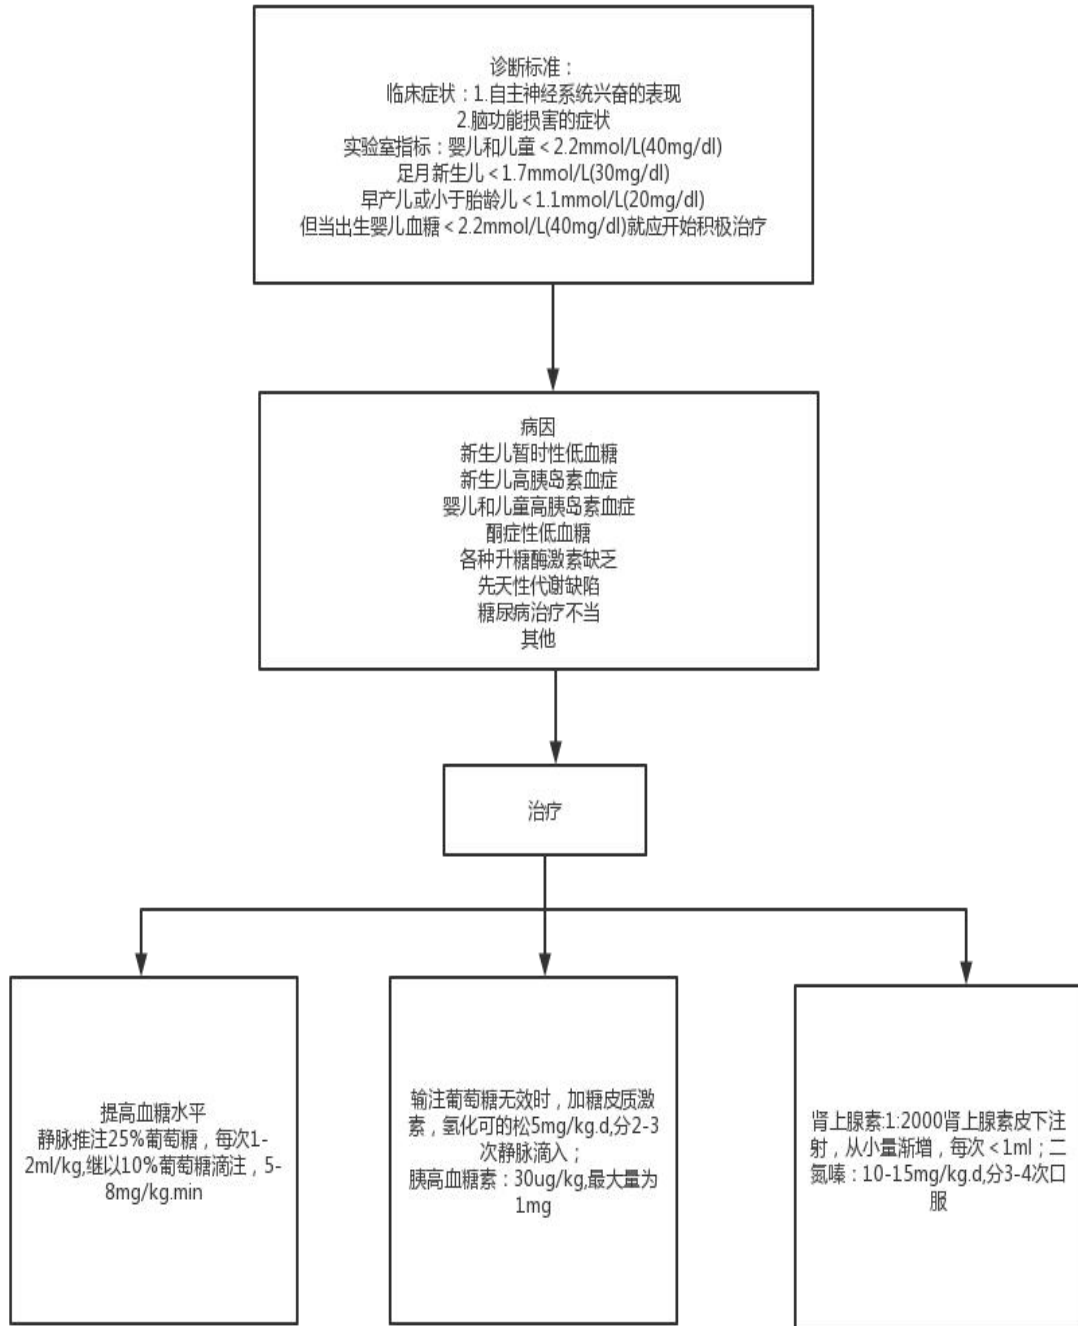 诊断标准：
临床症状：1.自主神经系统兴奋的表现
2.脑功能损害的症状
实验室指标：婴儿和儿童＜2.2mmol/L(40mg/dl)
足月新生儿＜1.7mmol/L(30mg/dl)
早产儿或小于胎龄儿＜1.1mmol/L(20mg/dl)
但当出生婴儿血糖＜2.2mmol/L(40mg/dl)就应开始积极治疗
病因
新生儿暂时性低血糖
新生儿高胰岛素血症
婴儿和儿童高胰岛素血症
酮症性低血糖
各种升糖酶激素缺乏
先天性代谢缺陷
糖尿病治疗不当
其他
治疗
提高血糖水平
静脉推注25%葡萄糖，每次1-
2ml/kg,继以10%葡萄糖滴注，5-
8mg/kg.min
输注葡萄糖无效时，加糖皮质激
素，氢化可的松5mg/kg.d,分2-3
次静脉滴入；
胰高血糖素：30ug/kg,最大量为
1mg
肾上腺素:1:2000肾上腺素皮下注
射，从小量渐增，每次＜1ml；二
氮嗪：10-15mg/kg.d,分3-4次口
服